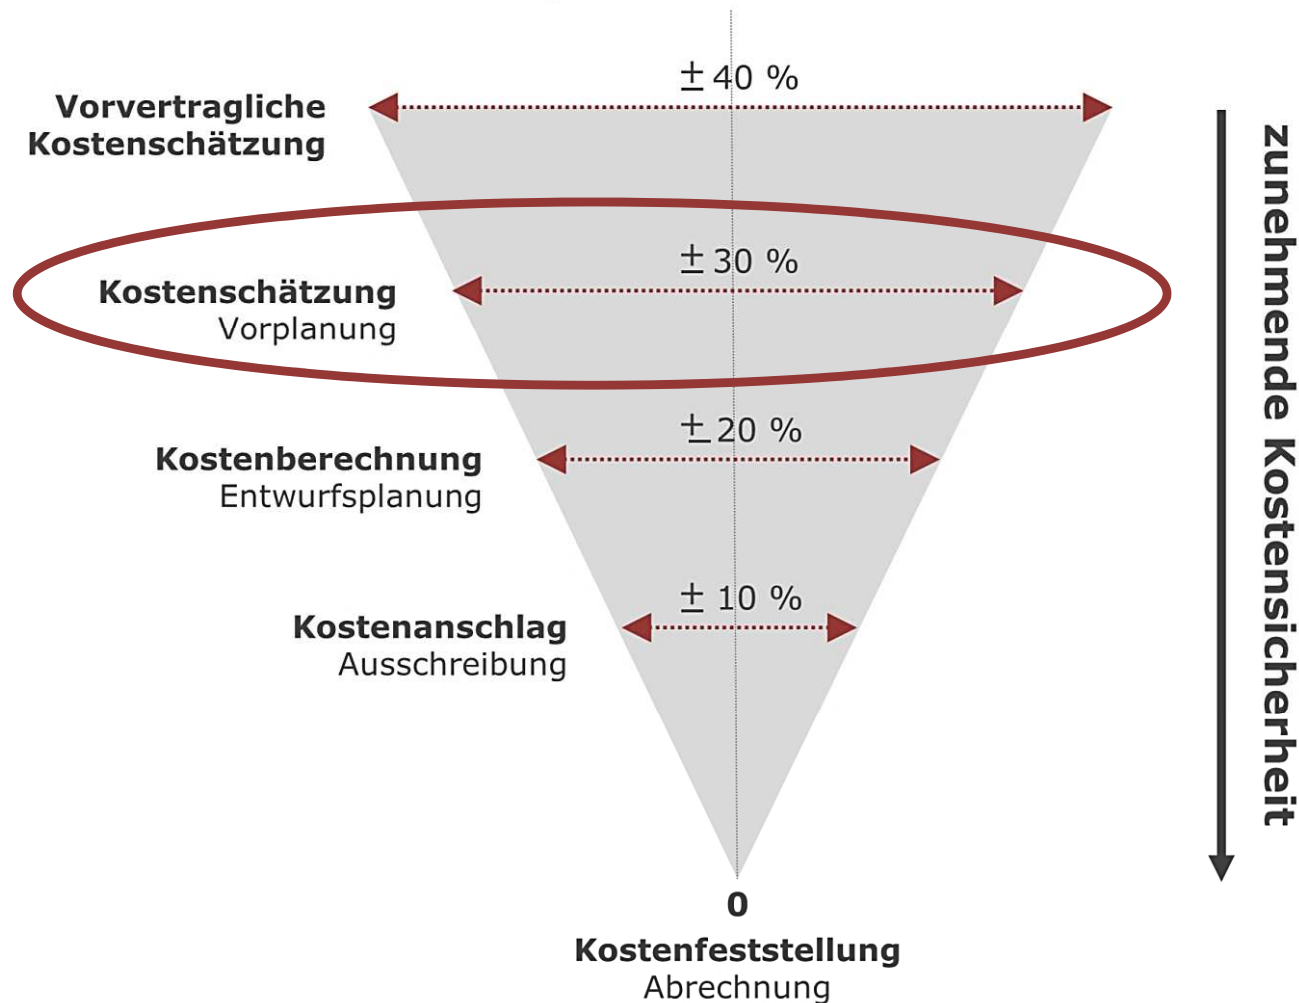 ± 40 %
Vorvertragliche
Kostenschätzung
± 30 %
Kostenschätzung
Vorplanung
± 20 %
Kostenberechnung
Entwurfsplanung
± 10 %
Kostenanschlag
Ausschreibung
0
Kostenfeststellung
Abrechnung
zunehmende Kostensicherheit